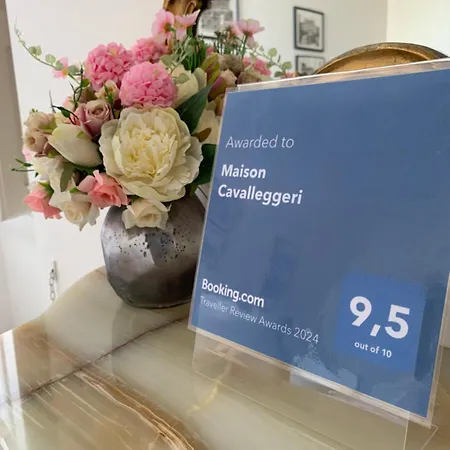 Awarded to
Maison
Cavalleggeri
Booking.com
Traveller Review Awards 2024
9,5
out of 10